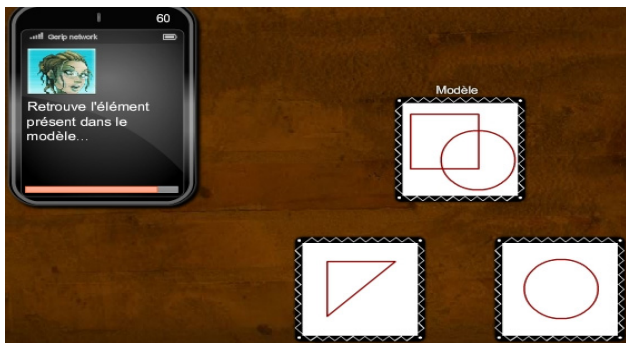 60
Gerip network
Retrouve l'élément
présent dans le
modèle...
Modèle